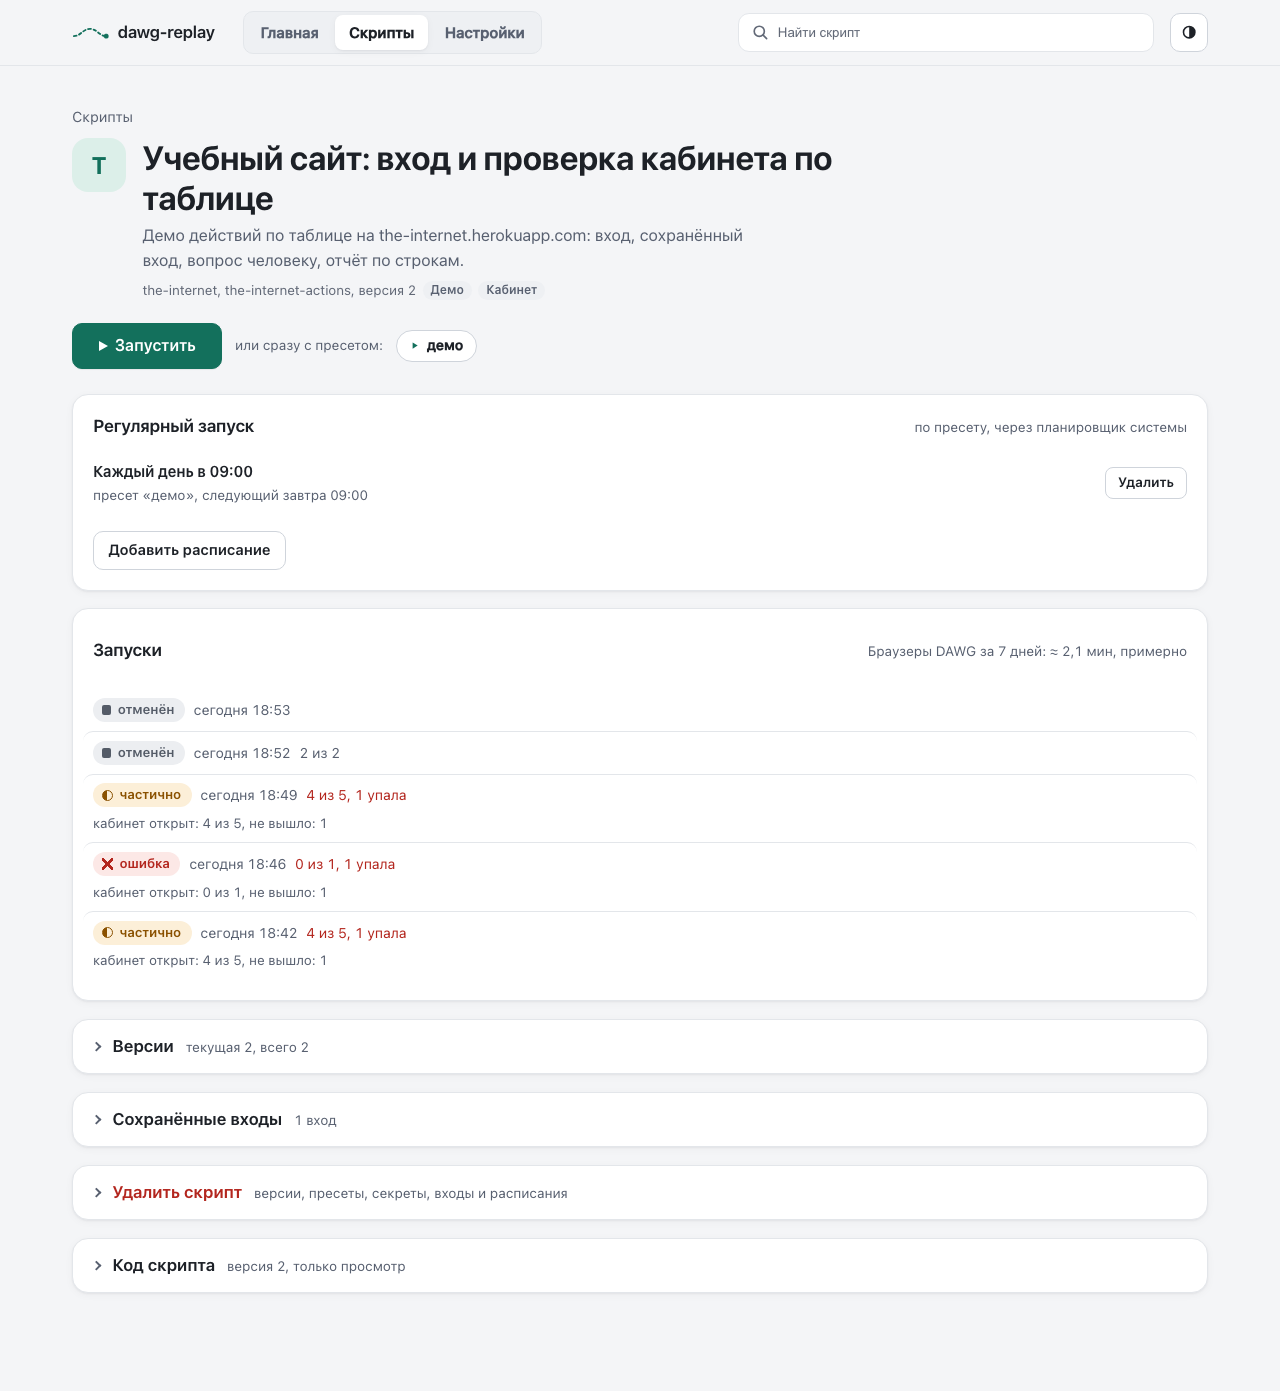 dawg-replay
Главная
Скрипты
Настройки
Найти скрипт
Скрипты
T
Учебный сайт: вход и проверка кабинета по
таблице
Демо действий по таблице на the-internet.herokuapp.com: вход, сохранённый
вход, вопрос человеку, отчёт по строкам.
the-internet, the-internet-actions, версия 2 Демо Кабинет
Запустить
или сразу с пресетом:
демо
Регулярный запуск
по пресету, через планировщик системы
Каждый день в 09:00
пресет «демо», следующий завтра 09:00
Удалить
Добавить расписание
Запуски
Браузеры DAWG за 7 дней: ≈ 2,1 мин, примерно
отменён сегодня 18:53
отменён сегодня 18:52 2 из 2
частично сегодня 18:49 4 из 5, 1 упала
кабинет открыт: 4 из 5, не вышло: 1
ошибка сегодня 18:46 0 из 1, 1 упала
кабинет открыт: 0 из 1, не вышло: 1
частично сегодня 18:42 4 из 5, 1 упала
кабинет открыт: 4 из 5, не вышло: 1
Версии текущая 2, всего 2
Сохранённые входы 1 вход
Удалить скрипт версии, пресеты, секреты, входы и расписания
Код скрипта версия 2, только просмотр